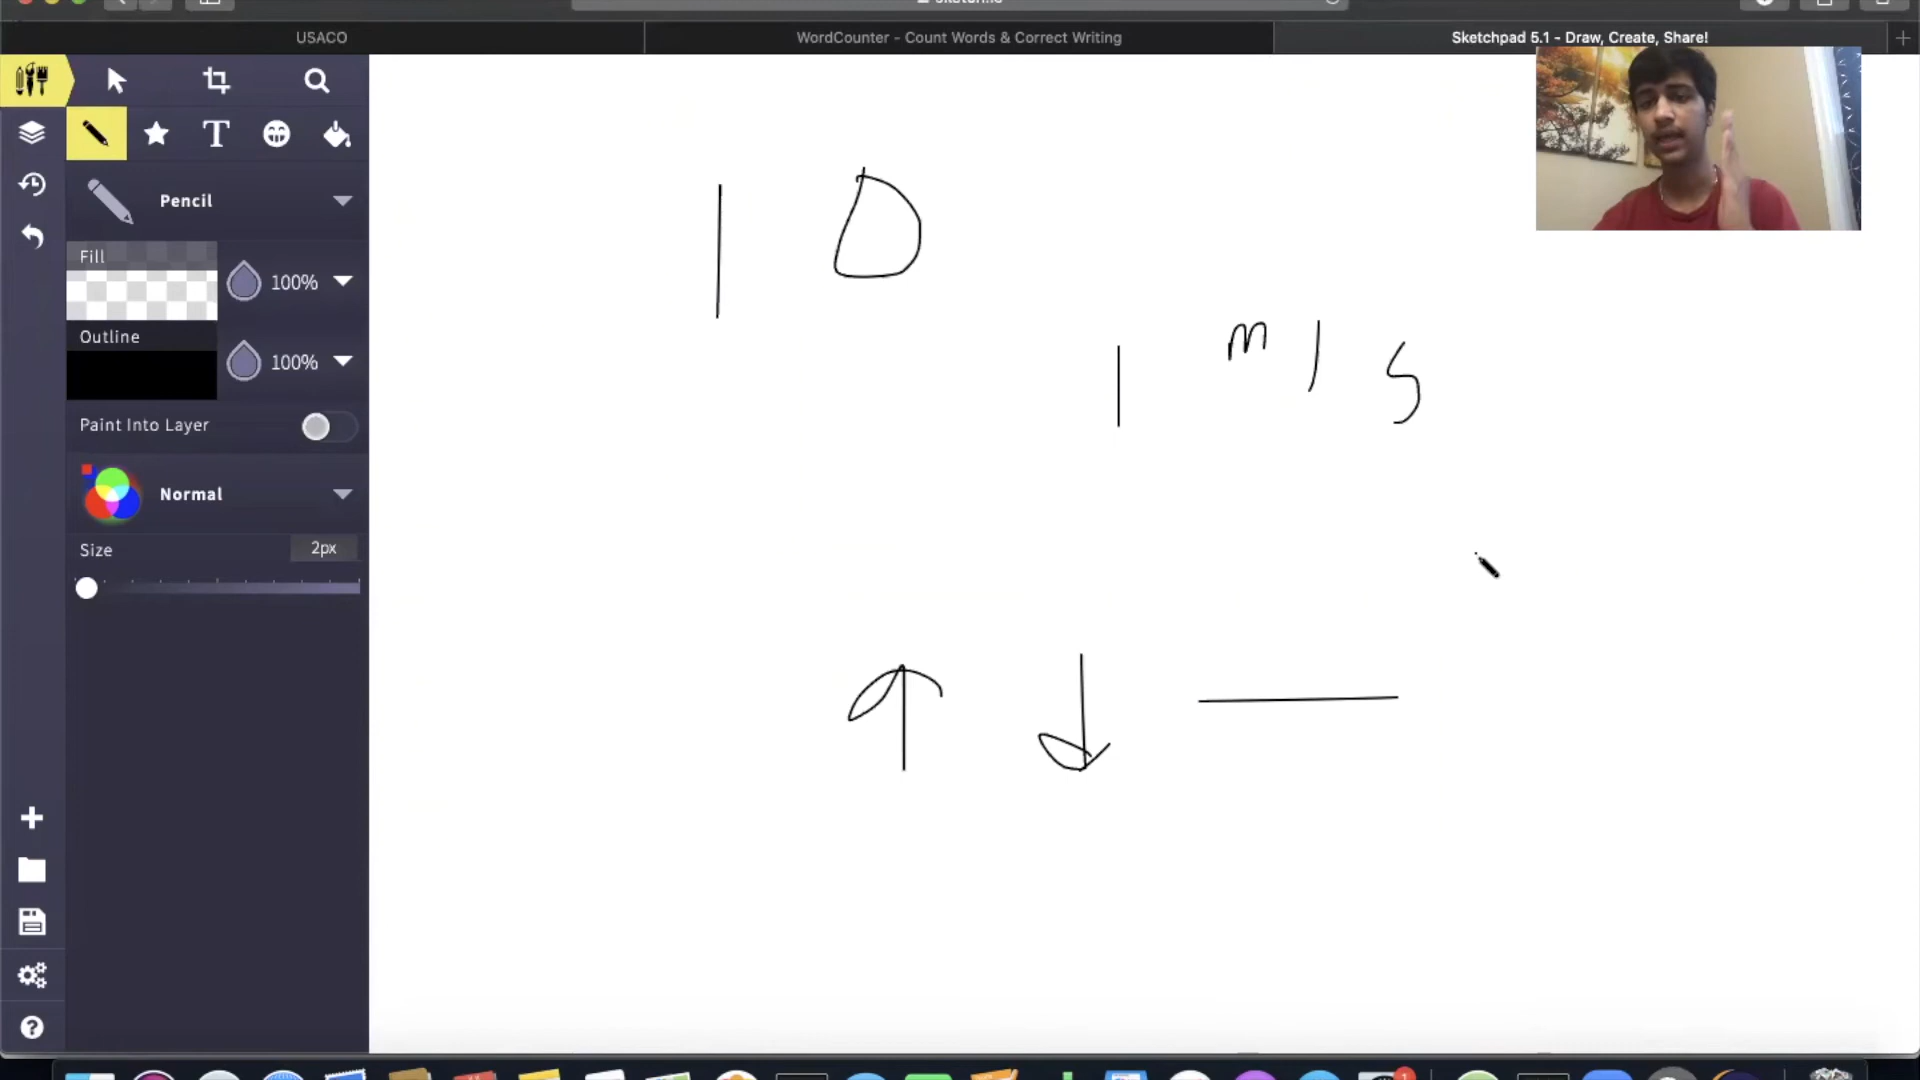 USACO
WordCounter - Count Words & Correct Writing
Sketchpad 5.1 - Draw, Create, Share!
T
Pencil
Fill
100%
Outline
100%
Paint Into Layer
Normal
Size
2px
1 D
1 m/s
?
1